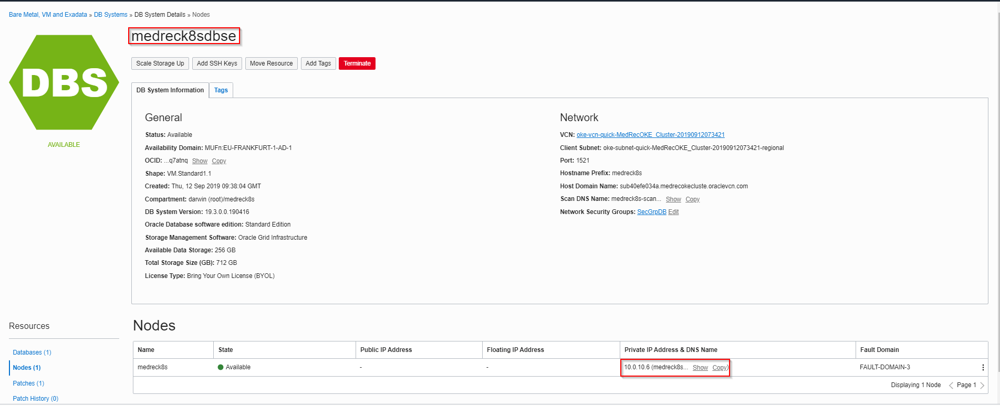 Bare Metal, VM and Exadata » DB Systems » DB System Details » Nodes
DBS
AVAILABLE
medreck8sdbse
Scale Storage Up Add SSH Keys Move Resource Add Tags Terminate
DB System Information Tags
General
Status: Available
Availability Domain: MUFn:EU-FRANKFURT-1-AD-1
OCID: ...q7atnq Show Copy
Shape: VM.Standard1.1
Created: Thu, 12 Sep 2019 09:38:04 GMT
Compartment: darwin (root)/medreck8s
DB System Version: 19.3.0.0.190416
Oracle Database software edition: Standard Edition
Storage Management Software: Oracle Grid Infrastructure
Available Data Storage: 256 GB
Total Storage Size (GB): 712 GB
License Type: Bring Your Own License (BYOL)
Network
VCN: oke-vcn-quick-MedRecOKE_Cluster-20190912073421
Client Subnet: oke-subnet-quick-MedRecOKE_Cluster-20190912073421-regional
Port: 1521
Hostname Prefix: medreck8s
Host Domain Name: sub40efe034a.medrecokecluste.oraclevcn.com
Scan DNS Name: medreck8s-scan... Show Copy
Network Security Groups: SecGrpDB Edit
Resources
Databases (1)
Nodes (1)
Patches (1)
Patch History (0)
Nodes
Name State Public IP Address Floating IP Address Private IP Address & DNS Name Fault Domain
medreck8s Available - - 10.0.10.6 (medreck8s... Show Copy) FAULT-DOMAIN-3
Displaying 1 Node Page 1